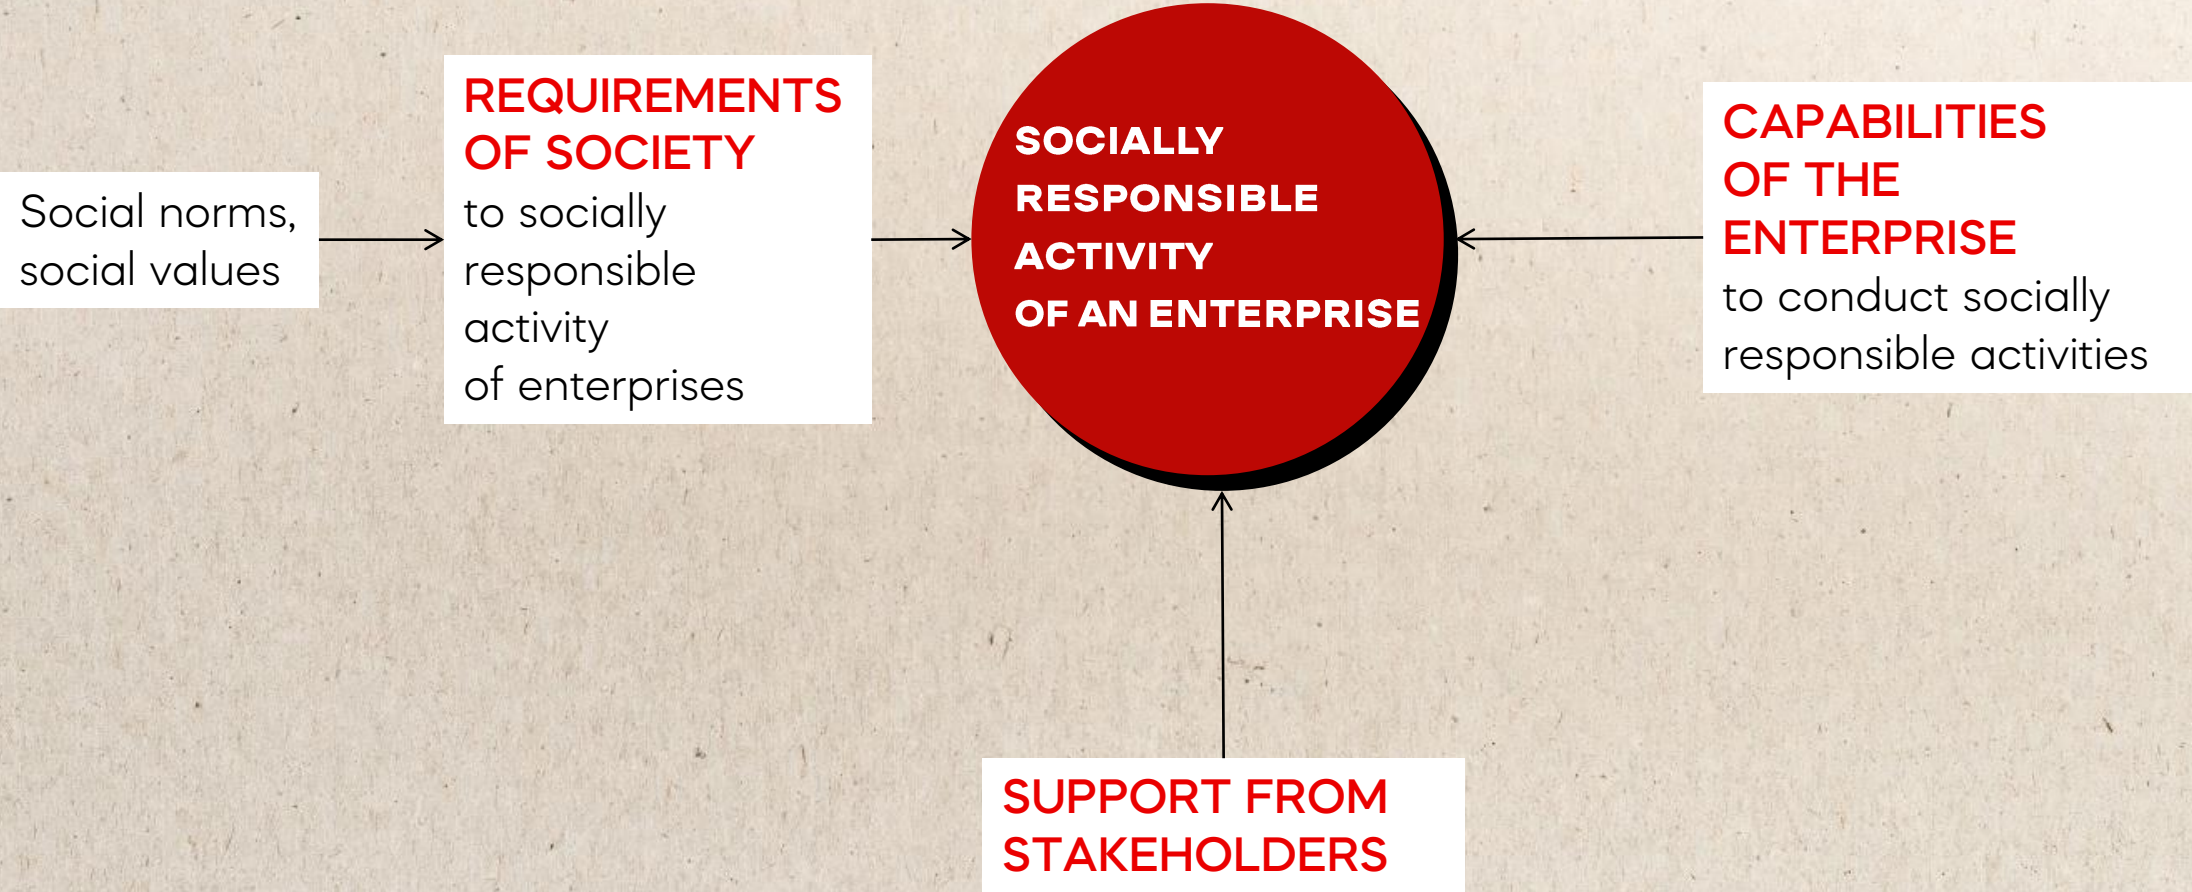 Social norms,
social values
REQUIREMENTS
OF SOCIETY
to socially
responsible
activity
of enterprises
SOCIALLY
RESPONSIBLE
ACTIVITY
OF AN ENTERPRISE
CAPABILITIES
OF THE
ENTERPRISE
to conduct socially
responsible activities
SUPPORT FROM
STAKEHOLDERS